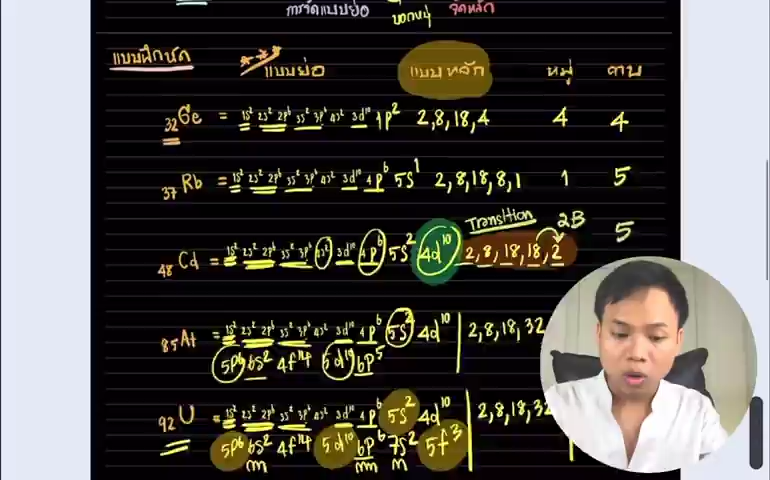 การจัดแบบย่อ บอกหมู่ จัดหลัก
แบบฝึกหัด แบบย่อ แบบหลัก หมู่ คาบ
32Ge = 1s² 2s² 2p⁶ 3s² 3p⁶ 4s² 3d¹⁰ 4p² 2,8,18,4 4 4
37Rb = 1s² 2s² 2p⁶ 3s² 3p⁶ 4s² 3d¹⁰ 4p⁶ 5s¹ 2,8,18,8,1 1 5
Transition 2B 5
48Cd = 1s² 2s² 2p⁶ 3s² 3p⁶ 4s² 3d¹⁰ 4p⁶ 5s² 4d¹⁰ 2,8,18,18,2
85At = 1s² 2s² 2p⁶ 3s² 3p⁶ 4s² 3d¹⁰ 4p⁶ 5s² 4d¹⁰ 2,8,18,32
5p⁶ 6s² 4f¹⁴ 5d¹⁰ 6p⁵
92U = 1s² 2s² 2p⁶ 3s² 3p⁶ 4s² 3d¹⁰ 4p⁶ 5s² 4d¹⁰ 2,8,18,32
5p⁶ 6s² 4f¹⁴ 5d¹⁰ 6p⁶ 7s² 5f³